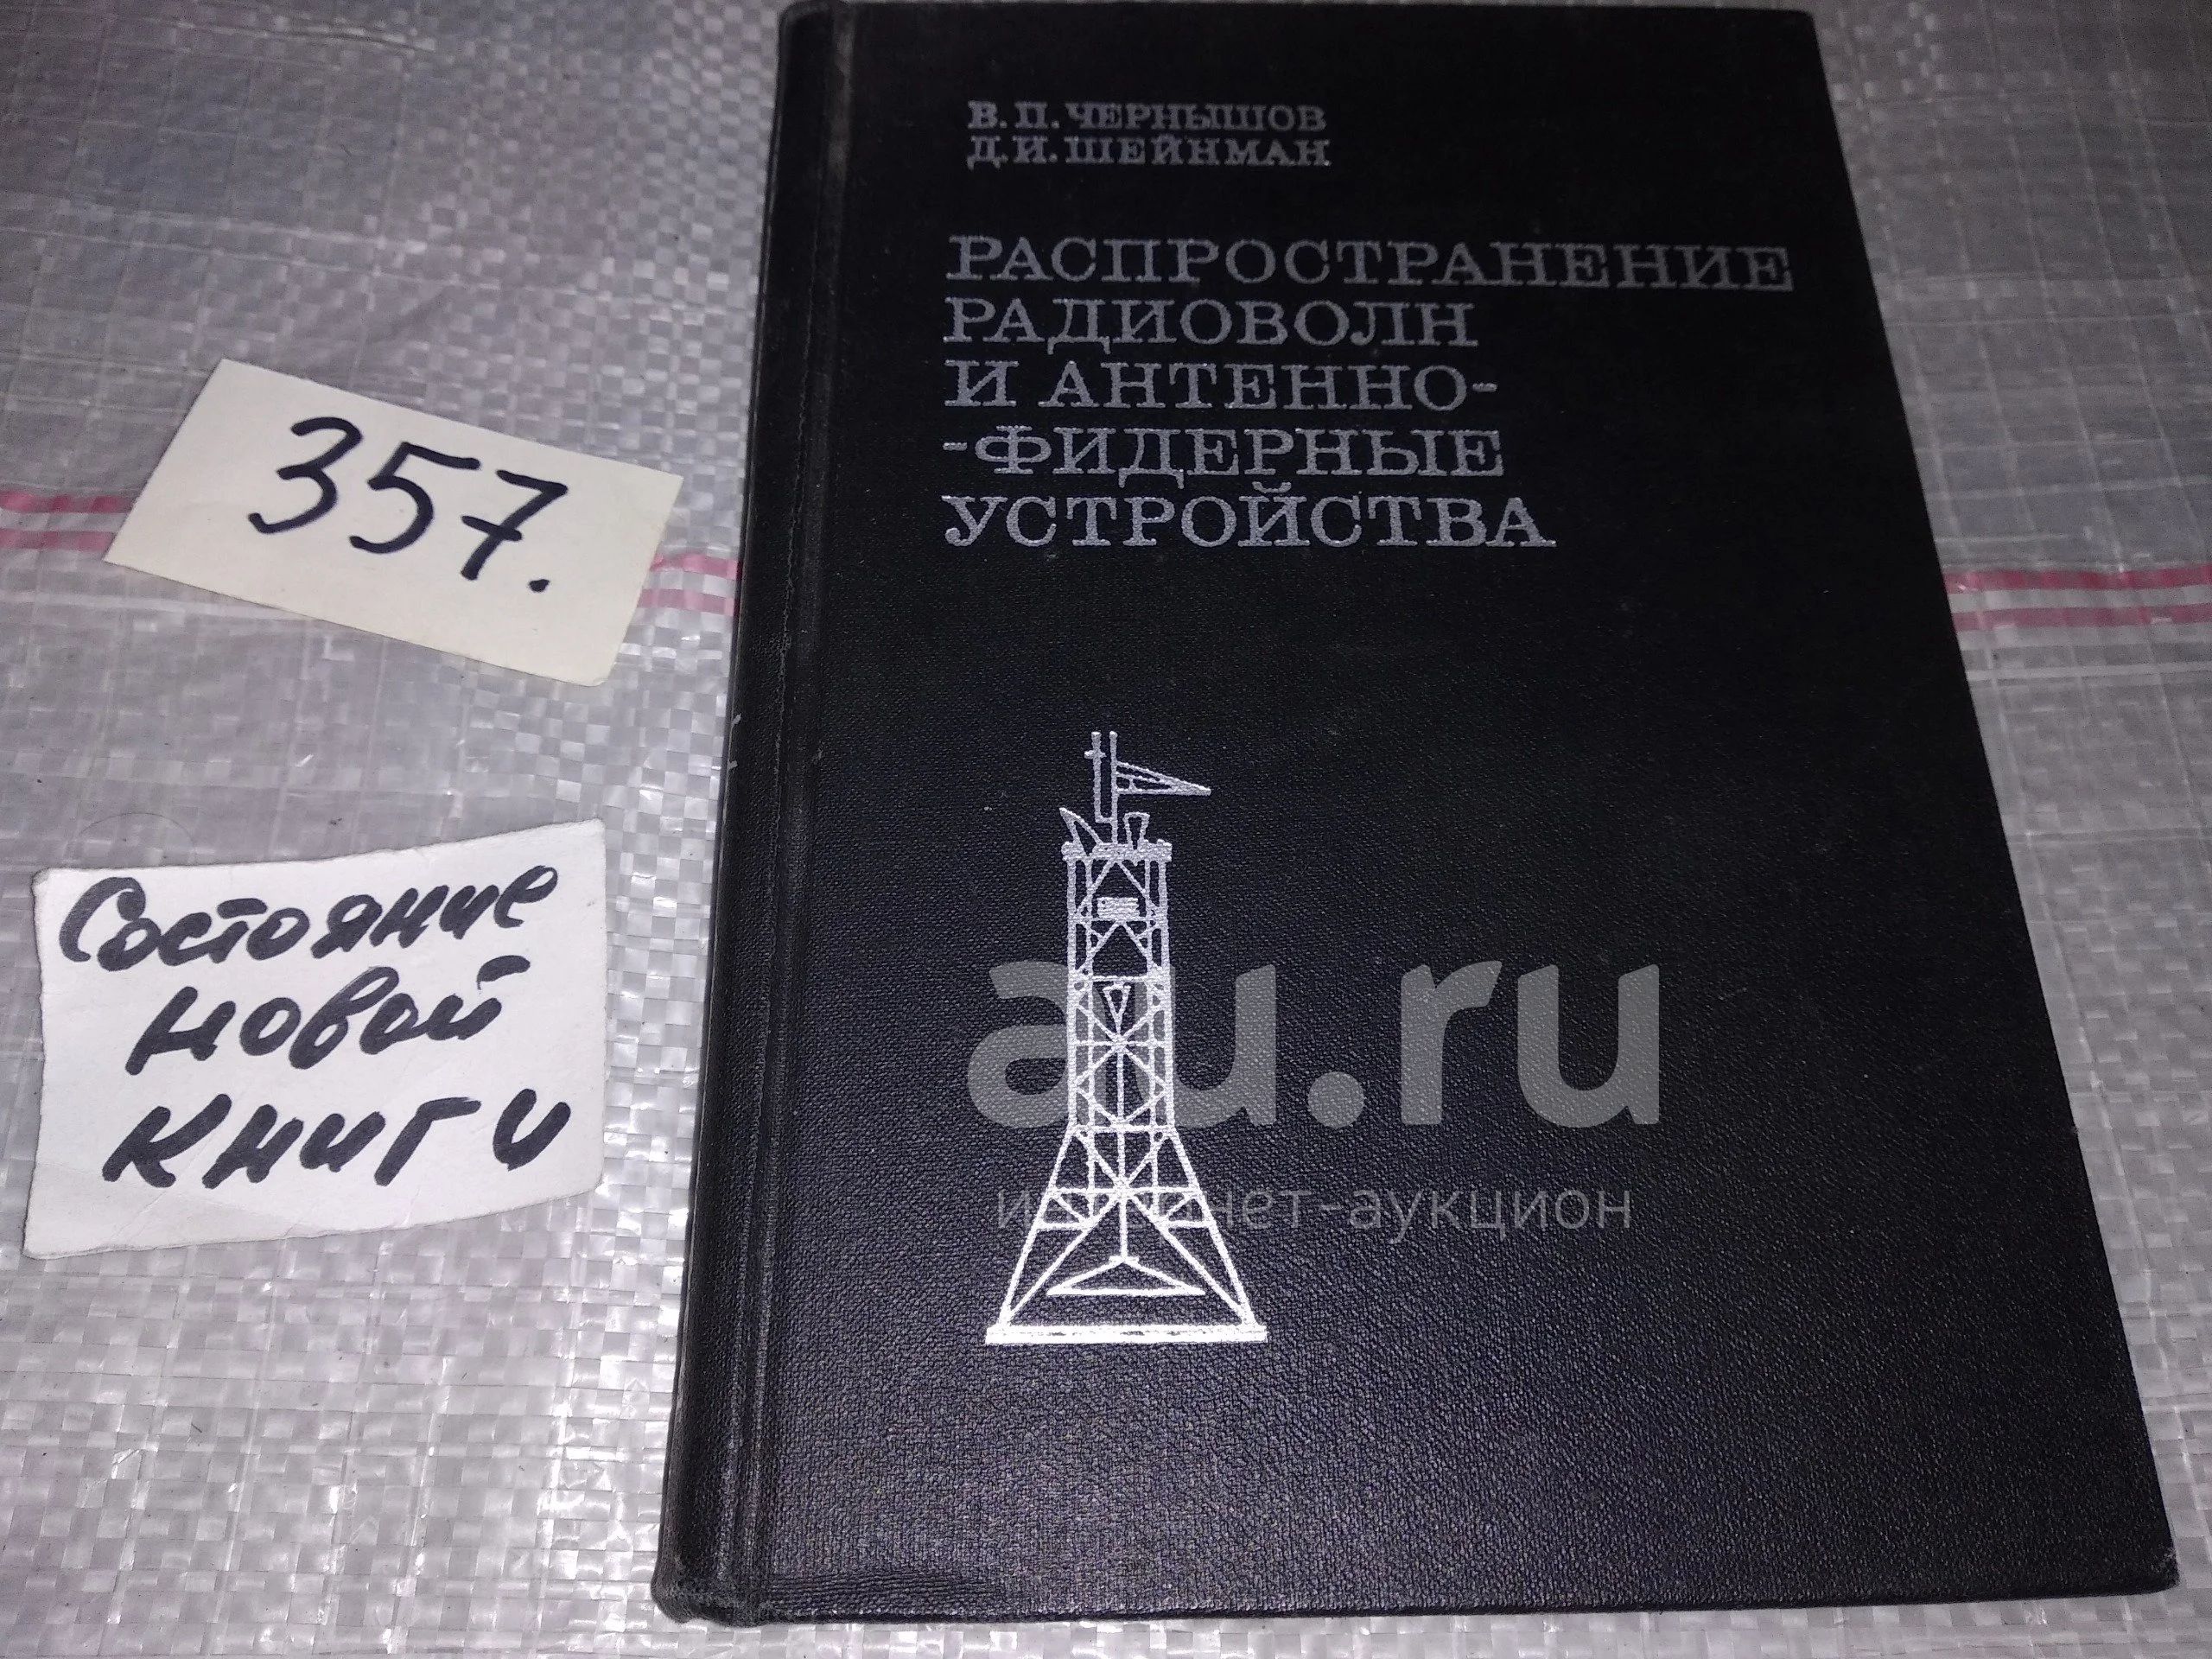 В. П. ЧЕРНЫШОВ
Д. И. ШЕЙНМАН
РАСПРОСТРАНЕНИЕ
РАДИОВОЛН
И АНТЕННО-
-ФИДЕРНЫЕ
УСТРОЙСТВА
357.
Состояние
новой
книги
au.ru
интернет-аукцион